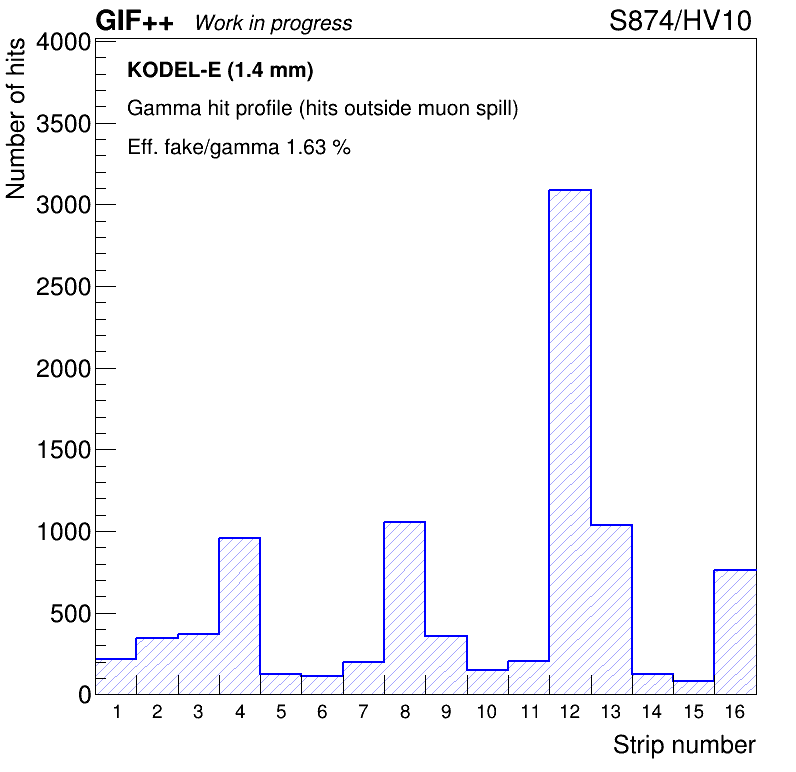 GIF++ Work in progress S874/HV10
Number of hits
4000
3500
3000
2500
2000
1500
1000
500
0
KODEL-E (1.4 mm)
Gamma hit profile (hits outside muon spill)
Eff. fake/gamma 1.63 %
1 2 3 4 5 6 7 8 9 10 11 12 13 14 15 16
Strip number